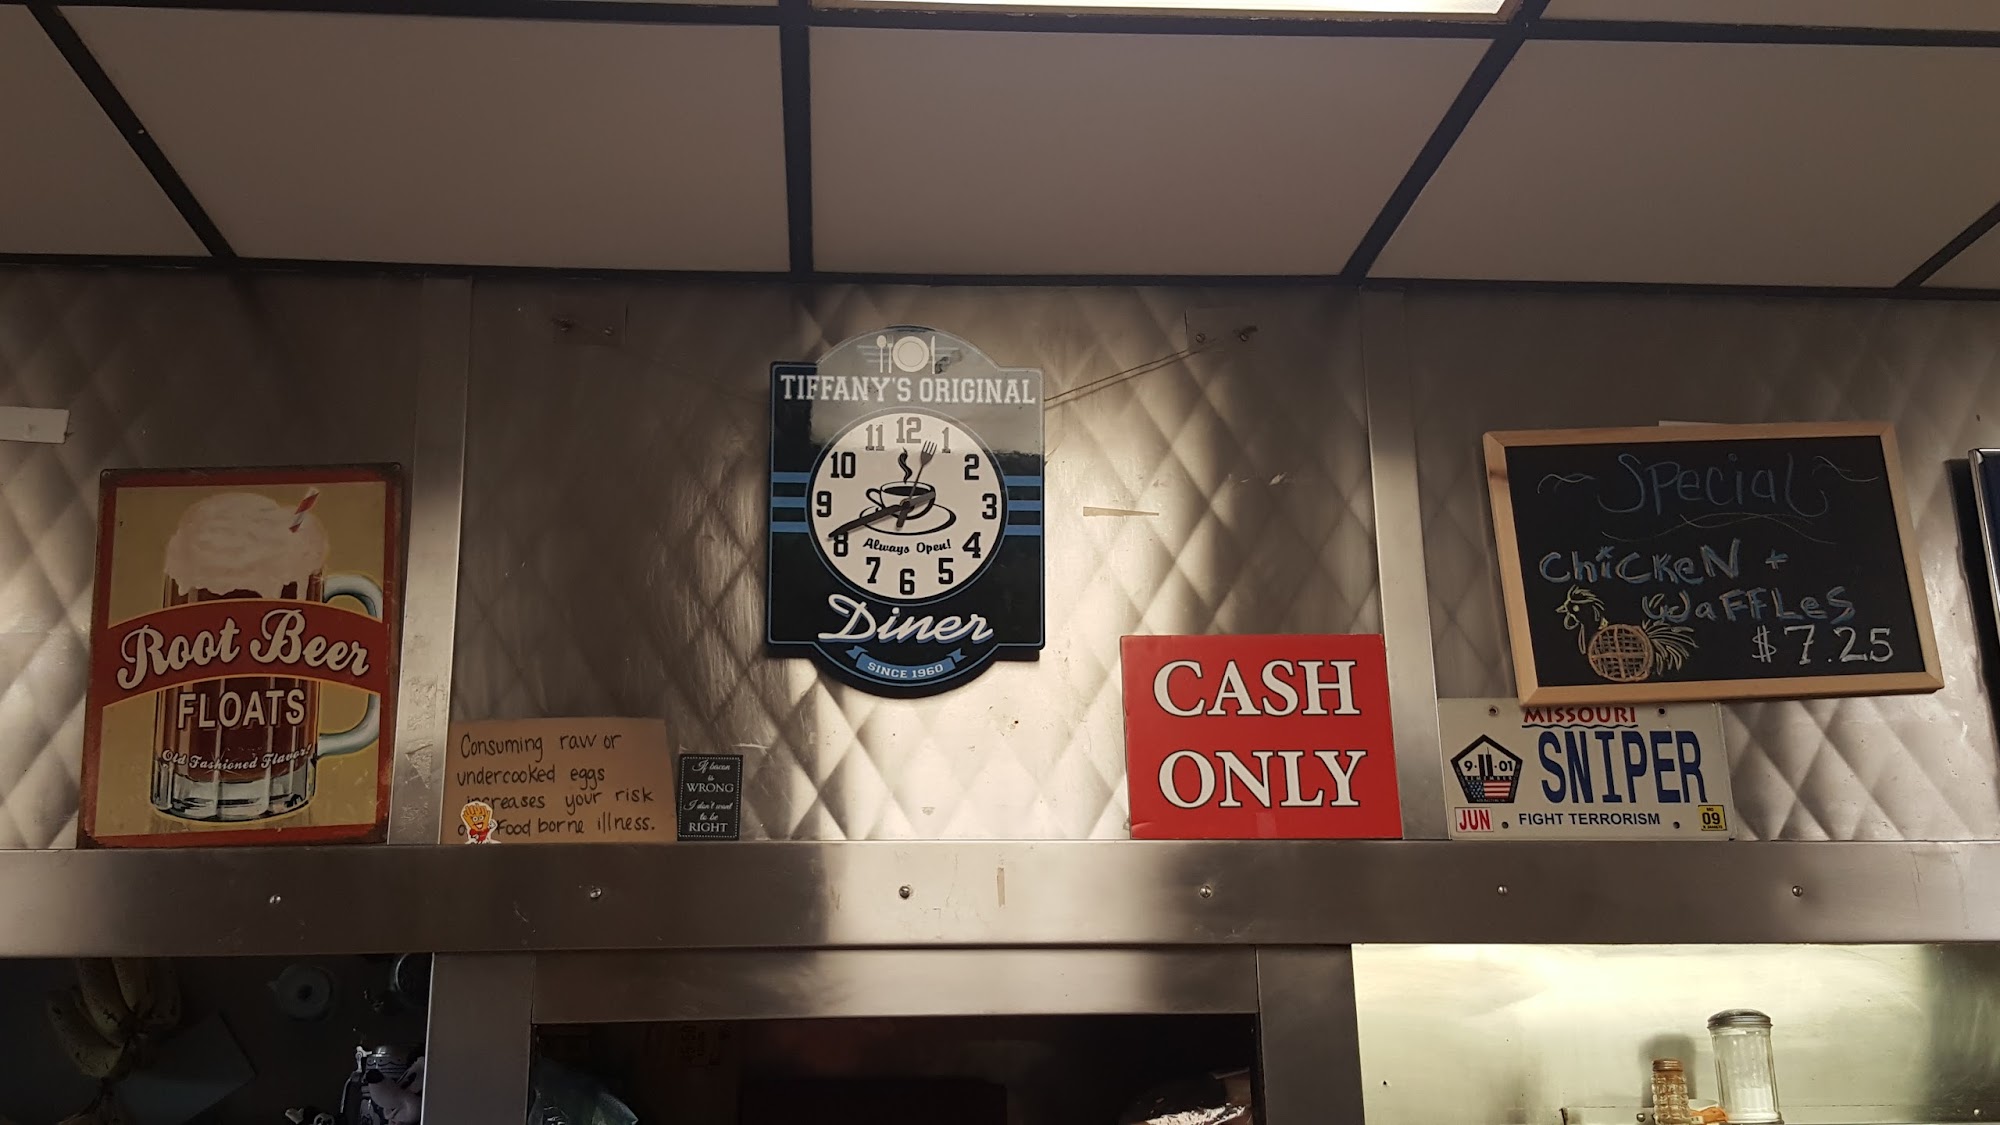 Root Beer
FLOATS
Old Fashioned Flavor!
Consuming raw or
undercooked eggs
increases your risk
of Food borne illness.
If bacon
is
WRONG
I don't want
to be
RIGHT
TIFFANY'S ORIGINAL
12
11 1
10 2
9 3
8 4
Always Open!
7 5
6
Diner
SINCE 1960
CASH
ONLY
Special
Chicken +
Waffles
$7.25
MISSOURI
9-11-01
SNIPER
JUN
FIGHT TERRORISM
09